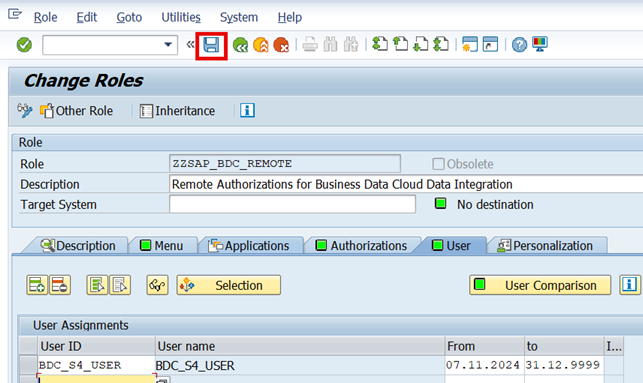 Role Edit Goto Utilities System Help
Change Roles
Other Role Inheritance
Role
Role ZZSAP_BDC_REMOTE Obsolete
Description Remote Authorizations for Business Data Cloud Data Integration
Target System No destination
Description Menu Applications Authorizations User Personalization
Selection User Comparison
User Assignments
User ID User name From to I...
BDC_S4_USER BDC_S4_USER 07.11.2024 31.12.9999